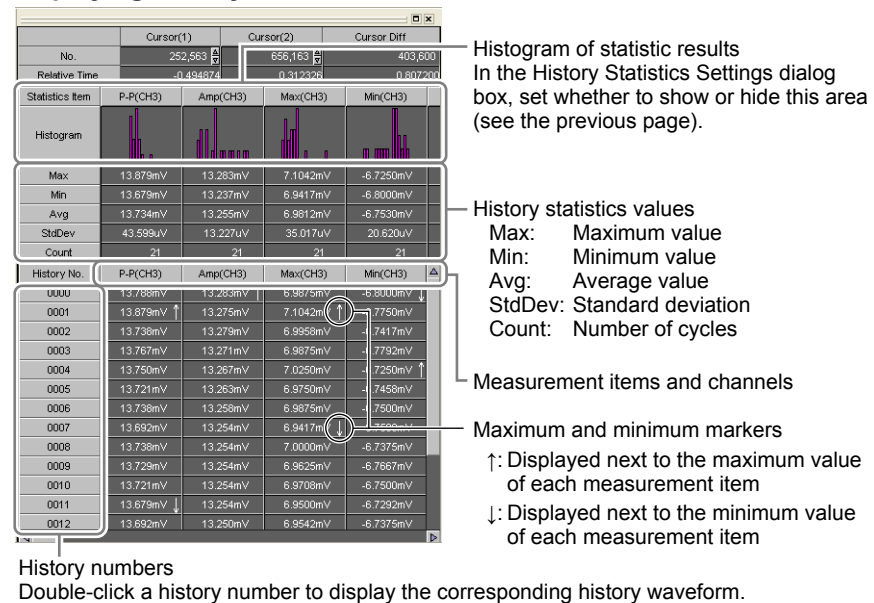 Cursor(1) Cursor(2) Cursor Diff
No. 252,563 656,163 403,600
Relative Time -0.494874 0.312326 0.807200
Statistics Item P-P(CH3) Amp(CH3) Max(CH3) Min(CH3)
Histogram
Max 13.879mV 13.283mV 7.1042mV -6.7250mV
Min 13.679mV 13.237mV 6.9417mV -6.8000mV
Avg 13.734mV 13.255mV 6.9812mV -6.7530mV
StdDev 43.599uV 13.227uV 35.017uV 20.620uV
Count 21 21 21 21
History No. P-P(CH3) Amp(CH3) Max(CH3) Min(CH3)
0000 13.788mV 13.283mV ↑ 6.9875mV -6.8000mV ↓
0001 13.879mV ↑ 13.275mV 7.1042mV ↑ .7750mV
0002 13.738mV 13.279mV 6.9958mV -6.7417mV
0003 13.767mV 13.271mV 6.9875mV -6.7792mV
0004 13.750mV 13.267mV 7.0250mV -6.7250mV ↑
0005 13.721mV 13.263mV 6.9750mV -6.7458mV
0006 13.738mV 13.258mV 6.9875mV -6.7500mV
0007 13.692mV 13.254mV 6.9417mV ↓
0008 13.738mV 13.254mV 7.0000mV -6.7375mV
0009 13.729mV 13.254mV 6.9625mV -6.7667mV
0010 13.721mV 13.254mV 6.9708mV -6.7500mV
0011 13.679mV ↓ 13.254mV 6.9500mV -6.7292mV
0012 13.692mV 13.250mV 6.9542mV -6.7375mV
Histogram of statistic results
In the History Statistics Settings dialog
box, set whether to show or hide this area
(see the previous page).
History statistics values
Max: Maximum value
Min: Minimum value
Avg: Average value
StdDev: Standard deviation
Count: Number of cycles
Measurement items and channels
Maximum and minimum markers
↑: Displayed next to the maximum value
of each measurement item
↓: Displayed next to the minimum value
of each measurement item
History numbers
Double-click a history number to display the corresponding history waveform.